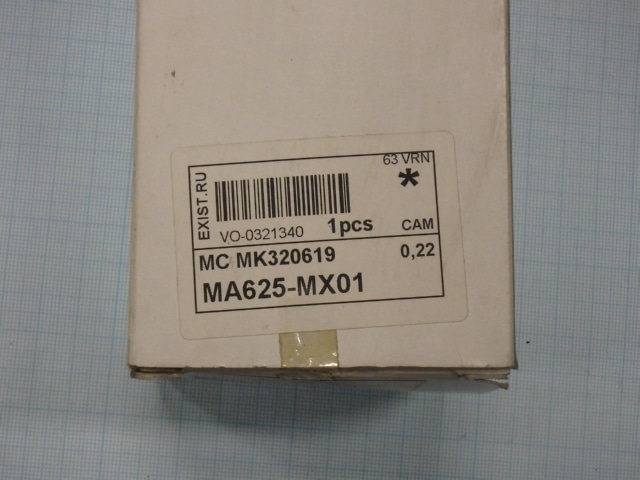 63 VRN
EXIST.RU
*
VO-0321340 1pcs CAM
MC MK320619 0,22
MA625-MX01